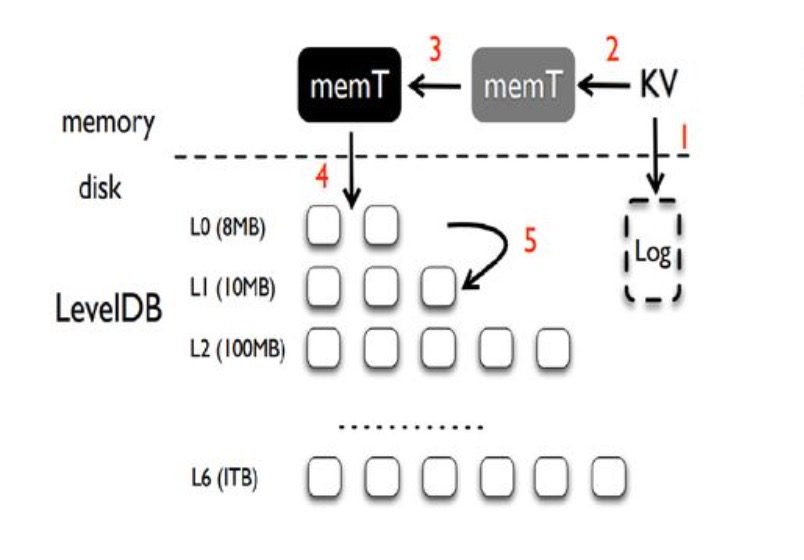 3 2
memT memT KV
memory
1
disk
4
L0 (8MB)
5
Log
L1 (10MB)
LevelDB
L2 (100MB)
............
L6 (1TB)